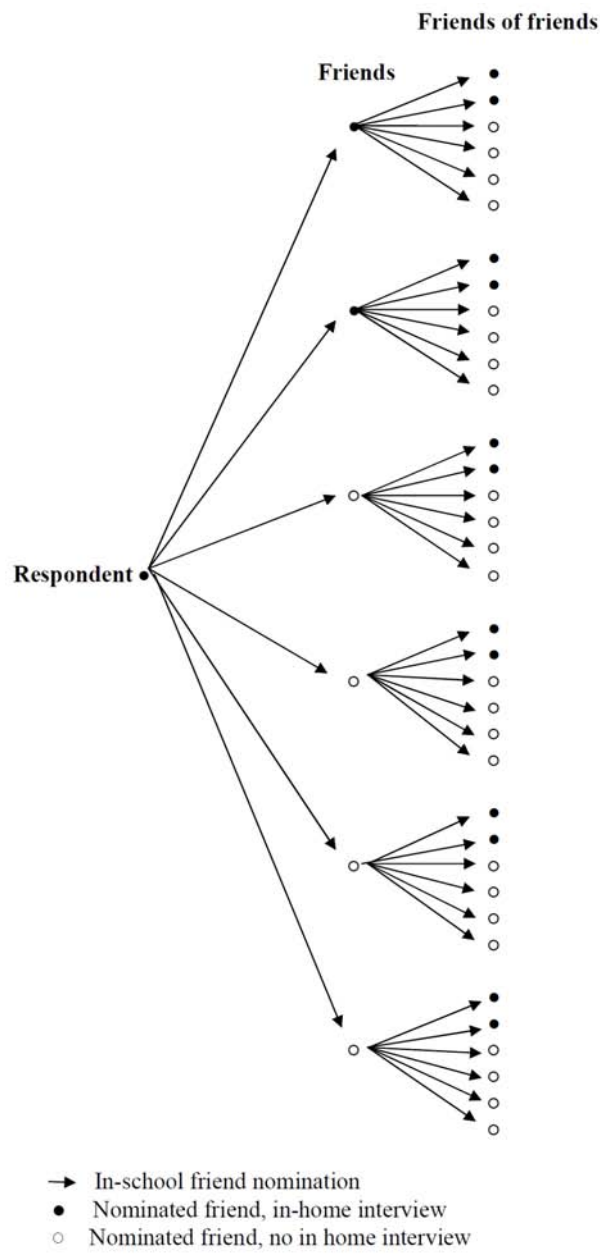 Friends of friends
Friends
Respondent
In-school friend nomination
Nominated friend, in-home interview
Nominated friend, no in home interview